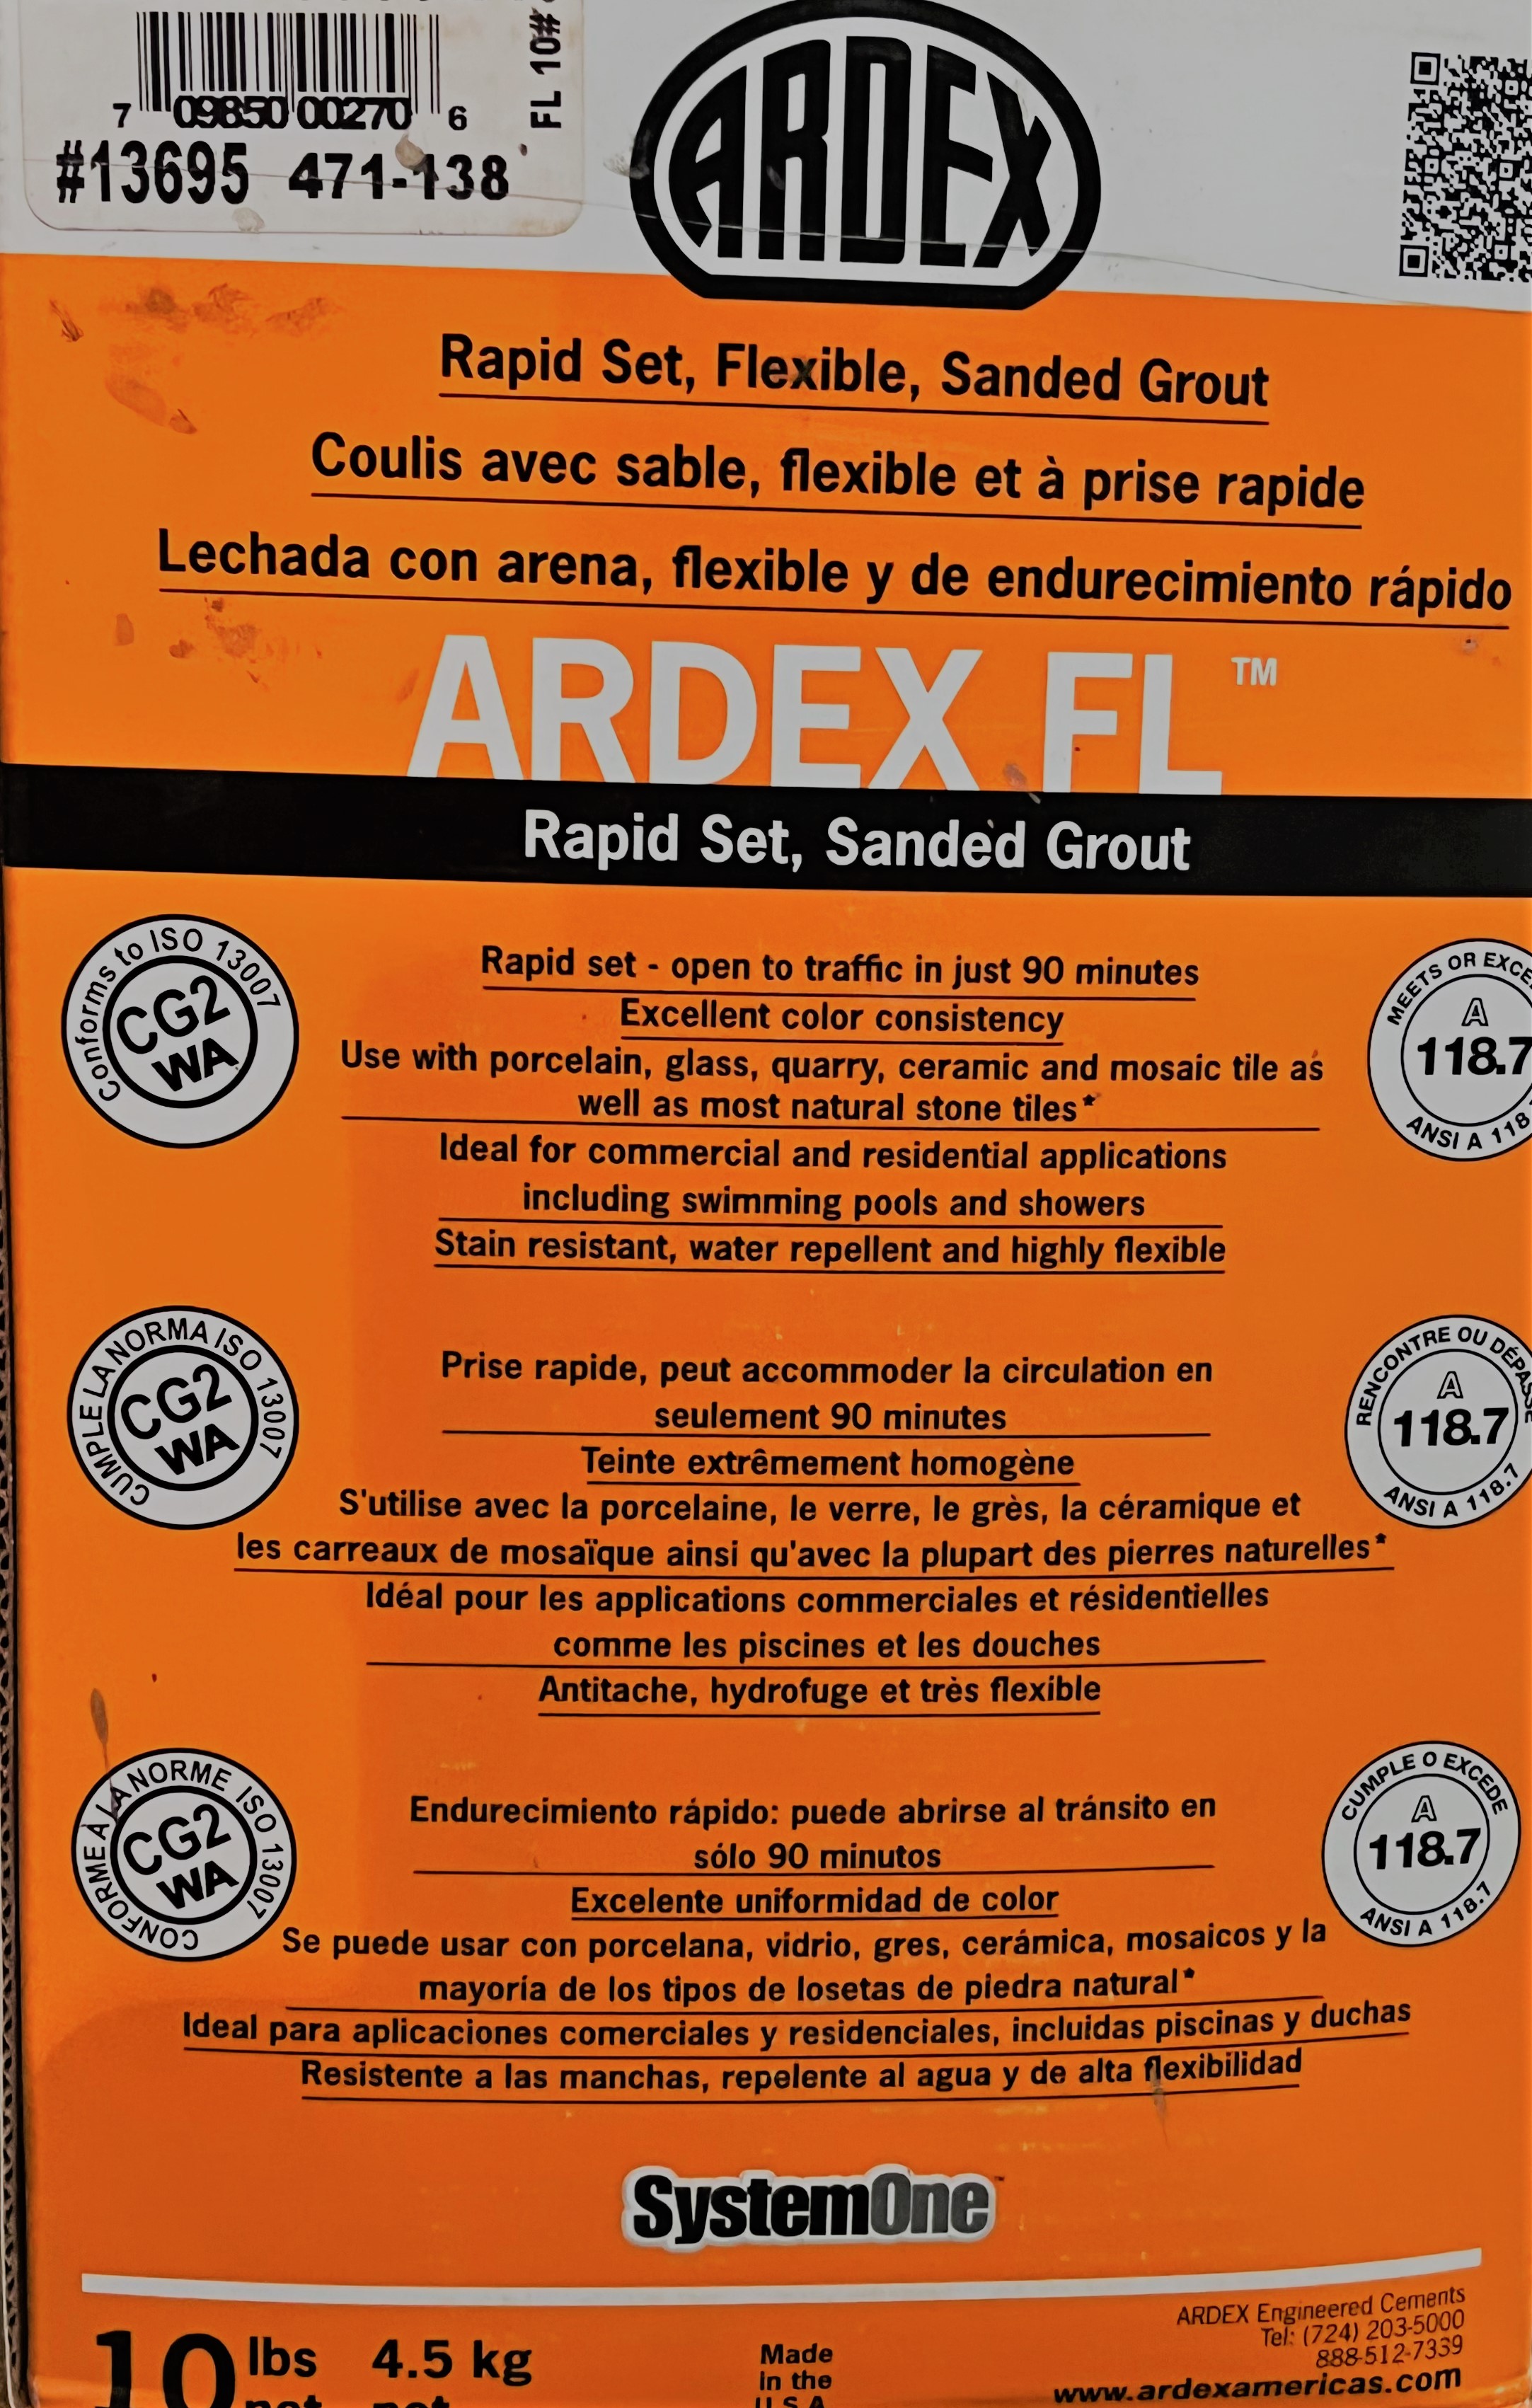 7 09850 00270 6
FL 10#
#13695 471-138
ARDEX
Rapid Set, Flexible, Sanded Grout
Coulis avec sable, flexible et à prise rapide
Lechada con arena, flexible y de endurecimiento rápido
ARDEX FL™
Rapid Set, Sanded Grout
Conforms to ISO 13007
CG2
WA
Rapid set - open to traffic in just 90 minutes
Excellent color consistency
Use with porcelain, glass, quarry, ceramic and mosaic tile as
well as most natural stone tiles*
Ideal for commercial and residential applications
including swimming pools and showers
Stain resistant, water repellent and highly flexible
MEETS OR
A
118.7
ANSI A
CUMPLE LA NORMA ISO 13007
CG2
WA
Prise rapide, peut accommoder la circulation en
seulement 90 minutes
Teinte extrêmement homogène
S'utilise avec la porcelaine, le verre, le grès, la céramique et
les carreaux de mosaïque ainsi qu'avec la plupart des pierres naturelles*
Idéal pour les applications commerciales et résidentielles
comme les piscines et les douches
Antitache, hydrofuge et très flexible
RENCONTRE OU DÉPASSE
A
118.7
ANSI A 118.7
CONFORME À LA NORME ISO 13007
CG2
WA
Endurecimiento rápido: puede abrirse al tránsito en
sólo 90 minutos
Excelente uniformidad de color
Se puede usar con porcelana, vidrio, gres, cerámica, mosaicos y la
mayoría de los tipos de losetas de piedra natural*
Ideal para aplicaciones comerciales y residenciales, incluidas piscinas y duchas
Resistente a las manchas, repelente al agua y de alta flexibilidad
CUMPLE O EXCEDE
A
118.7
ANSI A 118.7
SystemOne™
10 lbs net 4.5 kg net
Made
in the
U.S.A.
ARDEX Engineered Cements
Tel: (724) 203-5000
888-512-7339
www.ardexamericas.com